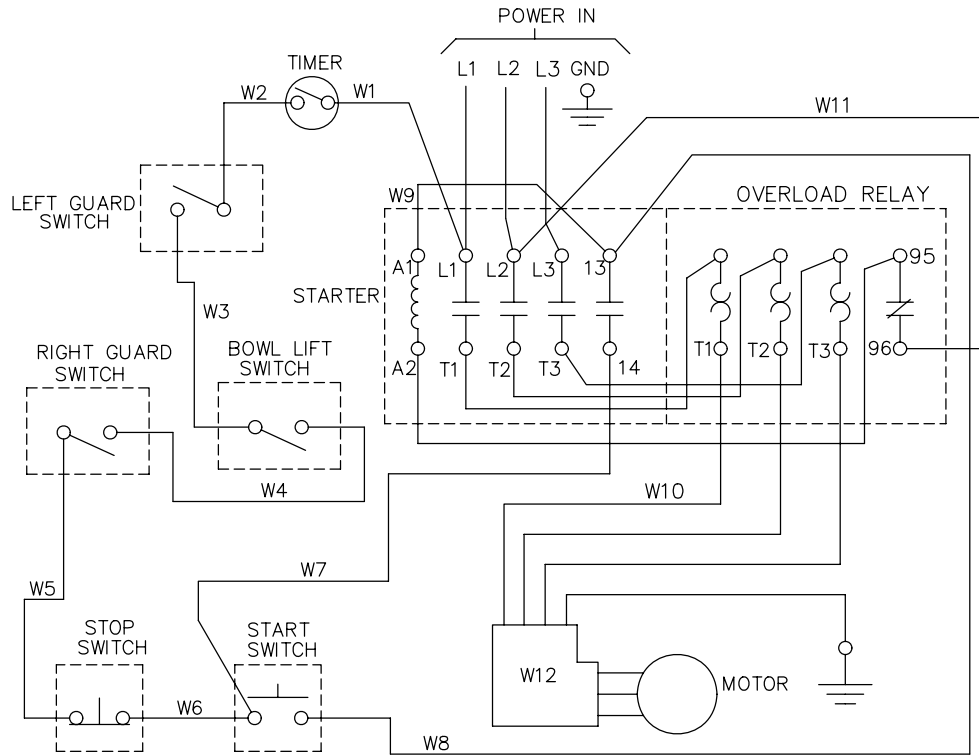 POWER IN
TIMER
L1 L2 L3 GND
W2 W1
W11
LEFT GUARD
SWITCH
W9
OVERLOAD RELAY
A1 L1 L2 L3 13
95
STARTER
W3
RIGHT GUARD
SWITCH
BOWL LIFT
SWITCH
A2 T1 T2 T3 14
T1 T2 T3 96
W4
W10
W7
W5
STOP
SWITCH
START
SWITCH
W12
MOTOR
W6
W8